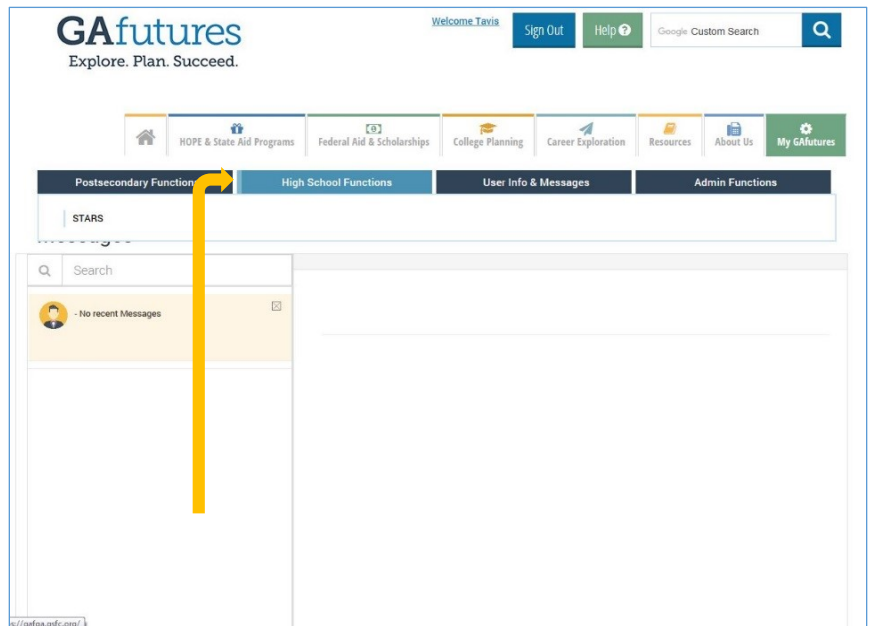 GAfutures
Explore. Plan. Succeed.
Welcome Tavis
Sign Out
Help ?
Google Custom Search
HOPE & State Aid Programs
Federal Aid & Scholarships
College Planning
Career Exploration
Resources
About Us
My GAfutures
Postsecondary Functions
High School Functions
User Info & Messages
Admin Functions
STARS
Messages
Search
- No recent Messages